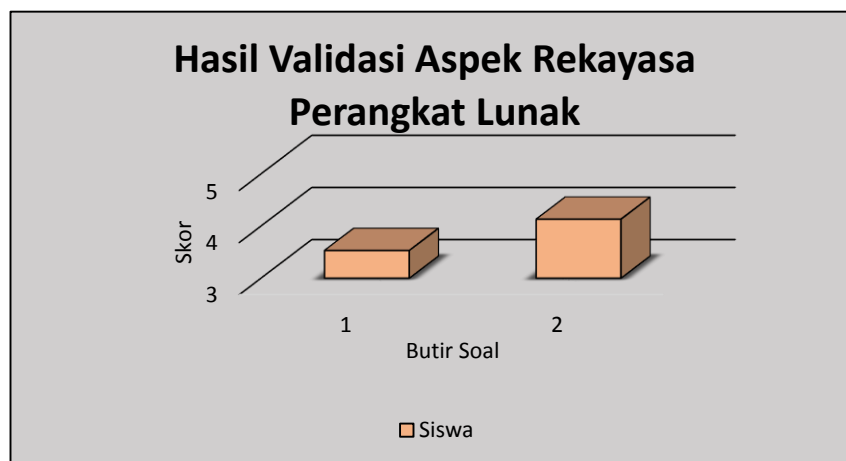 Hasil Validasi Aspek Rekayasa
Perangkat Lunak
5
4
3
Skor
1 2
Butir Soal
Siswa